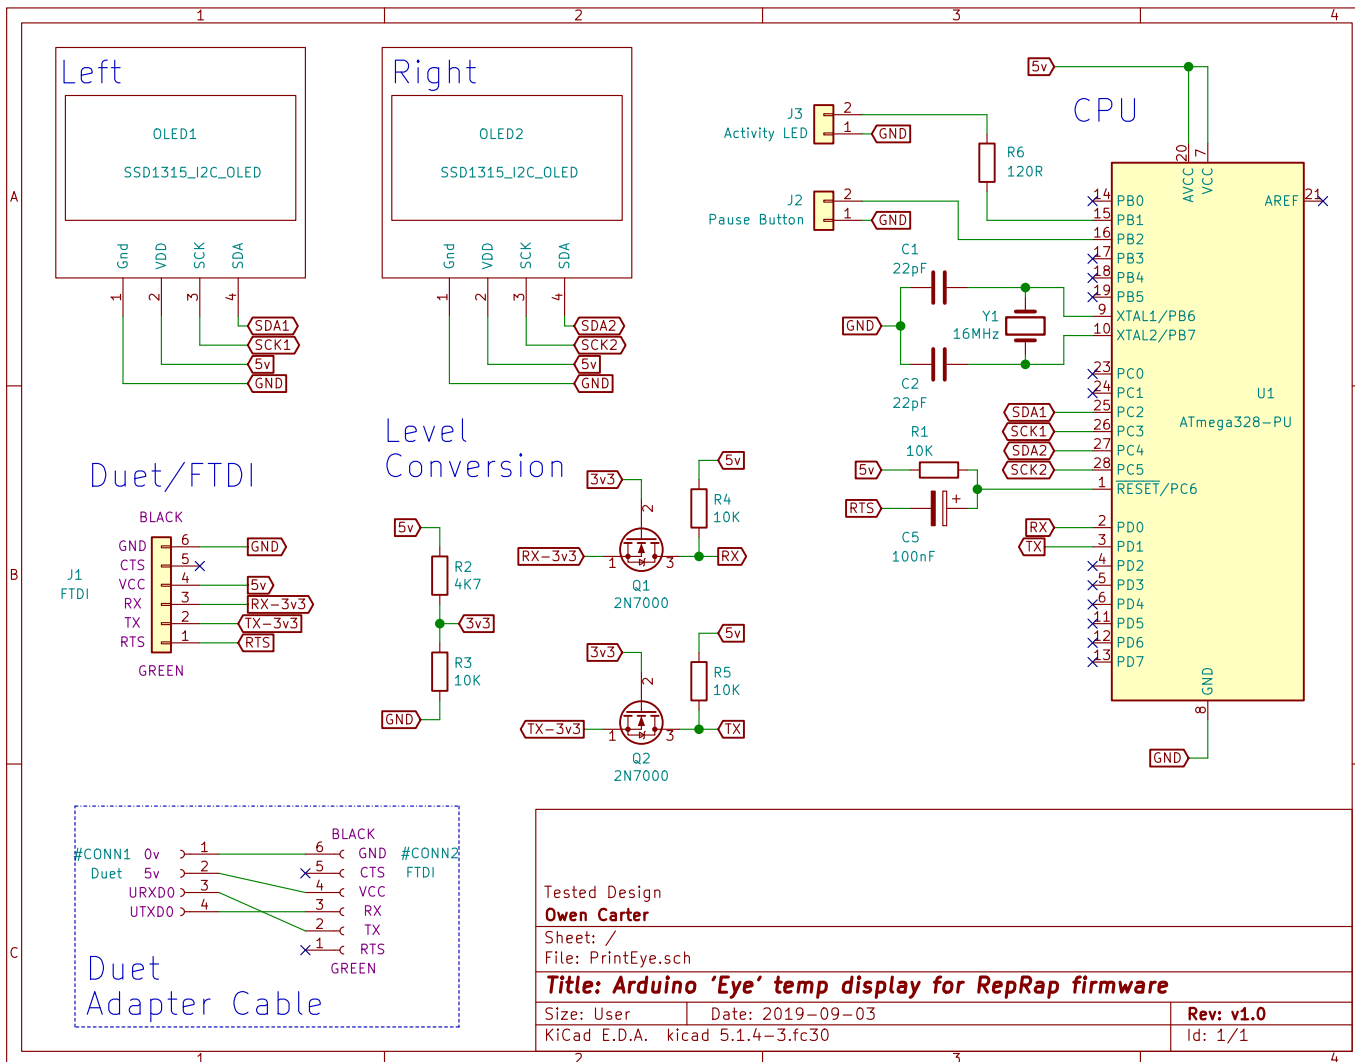 1 2 3 4
A
B
C
Left
OLED1
SSD1315_I2C_OLED
Gnd VDD SCK SDA
1 2 3 4
SDA1
SCK1
5v
GND
Right
OLED2
SSD1315_I2C_OLED
Gnd VDD SCK SDA
1 2 3 4
SDA2
SCK2
5v
GND
CPU
5v
J3
Activity LED
2
1 GND
R6
120R
J2
Pause Button
2
1 GND
C1
22pF
GND
Y1
16MHz
C2
22pF
R1
10K
5v
RTS
+
C5
100nF
SDA1
SCK1
SDA2
SCK2
RX
TX
20 7
AVCC VCC
14 PB0
15 PB1
16 PB2
17 PB3
18 PB4
19 PB5
9 XTAL1/PB6
10 XTAL2/PB7
23 PC0
24 PC1
25 PC2
26 PC3
27 PC4
28 PC5
1 RESET/PC6
2 PD0
3 PD1
4 PD2
5 PD3
6 PD4
11 PD5
12 PD6
13 PD7
AREF 21
U1
ATmega328-PU
GND
8
GND
Duet/FTDI
BLACK
J1
FTDI
GND 6 GND
CTS 5
VCC 4 5v
RX 3 RX-3v3
TX 2 TX-3v3
RTS 1 RTS
GREEN
Level
Conversion
5v
R2
4K7
3v3
R3
10K
GND
3v3
2
5v
R4
10K
RX-3v3 1 3 RX
Q1
2N7000
3v3
2
5v
R5
10K
TX-3v3 1 3 TX
Q2
2N7000
#CONN1
Duet
0v 1
5v 2
URXD0 3
UTXD0 4
BLACK
6 GND
5 CTS
4 VCC
3 RX
2 TX
1 RTS
GREEN
#CONN2
FTDI
Duet
Adapter Cable
Tested Design
Owen Carter
Sheet: /
File: PrintEye.sch
Title: Arduino 'Eye' temp display for RepRap firmware
Size: User Date: 2019-09-03 Rev: v1.0
KiCad E.D.A. kicad 5.1.4-3.fc30 Id: 1/1
1 2 3 4